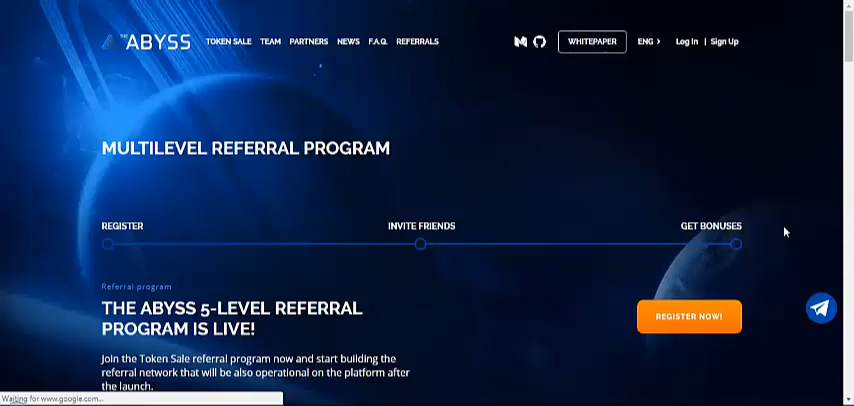 THE ABYSS TOKEN SALE TEAM PARTNERS NEWS F.A.Q. REFERRALS WHITEPAPER ENG Log In | Sign Up
MULTILEVEL REFERRAL PROGRAM
REGISTER INVITE FRIENDS GET BONUSES
Referral program
THE ABYSS 5-LEVEL REFERRAL
PROGRAM IS LIVE!
REGISTER NOW!
Join the Token Sale referral program now and start building the
referral network that will be also operational on the platform after
the launch.
Waiting for www.google.com...